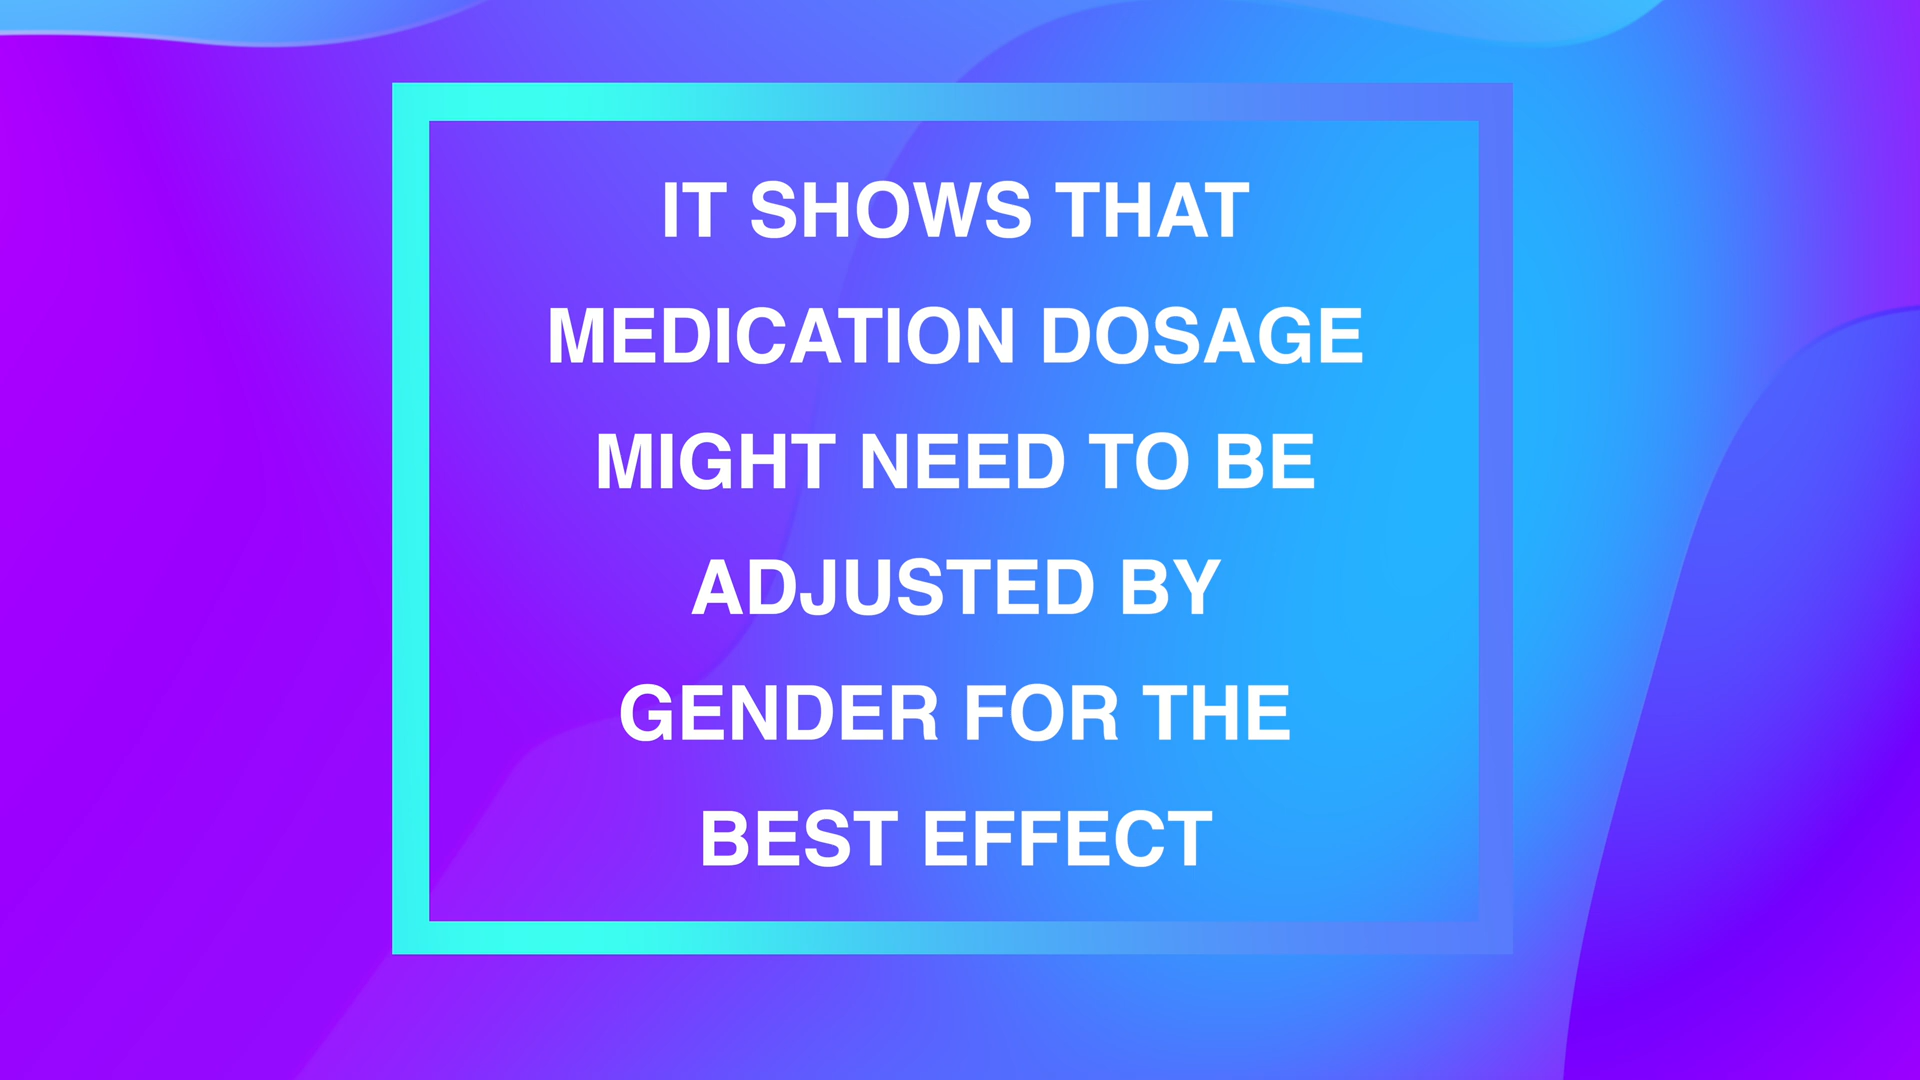 IT SHOWS THAT
MEDICATION DOSAGE
MIGHT NEED TO BE
ADJUSTED BY
GENDER FOR THE
BEST EFFECT